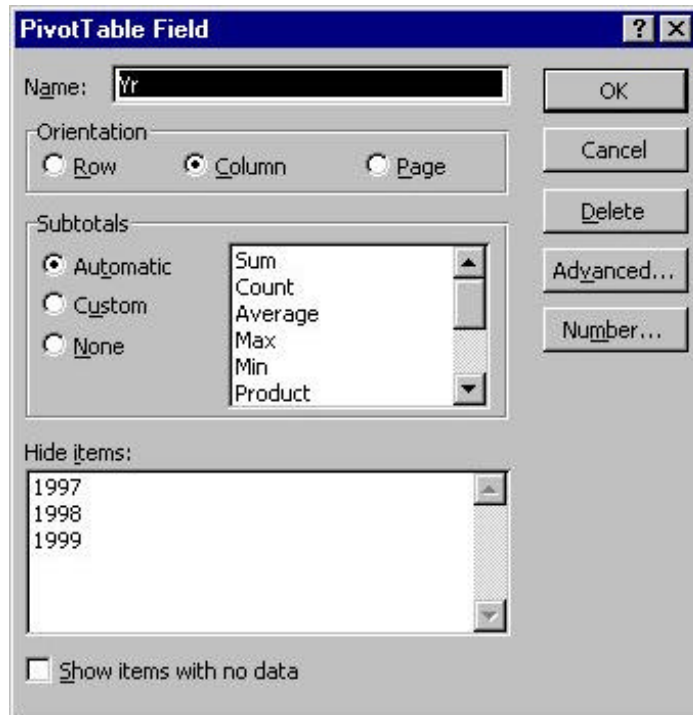 PivotTable Field
Name: Yr
OK
Orientation
Row Column Page
Cancel
Delete
Subtotals
Automatic
Custom
None
Sum
Count
Average
Max
Min
Product
Advanced...
Number...
Hide items:
1997
1998
1999
Show items with no data